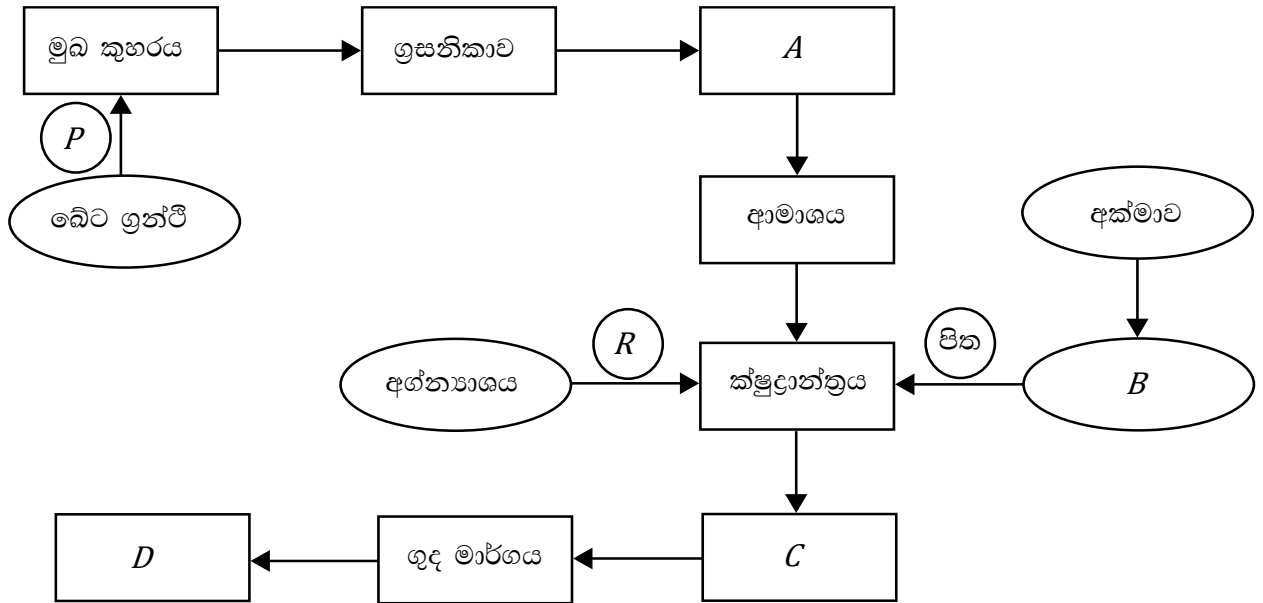 මුඛ කුහරය
ග්‍රසනිකාව
A
P
ඛේට ග්‍රන්ථි
ආමාශය
අක්මාව
R
පිත
අග්න්‍යාශය
ක්ෂුද්‍රාන්ත්‍රය
B
D
ගුද මාර්ගය
C